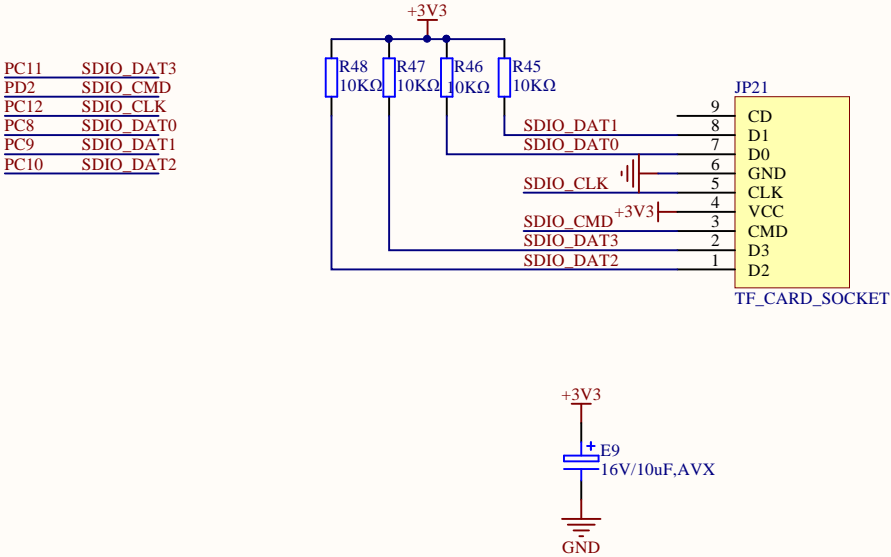 +3V3
PC11 SDIO_DAT3
PD2 SDIO_CMD
PC12 SDIO_CLK
PC8 SDIO_DAT0
PC9 SDIO_DAT1
PC10 SDIO_DAT2
R48 R47 R46 R45
10KΩ 10KΩ 10KΩ 10KΩ
JP21
9 CD
SDIO_DAT1 8 D1
SDIO_DAT0 7 D0
6 GND
SDIO_CLK 5 CLK
+3V3 4 VCC
SDIO_CMD 3 CMD
SDIO_DAT3 2 D3
SDIO_DAT2 1 D2
TF_CARD_SOCKET
+3V3
+ E9
16V/10uF,AVX
GND